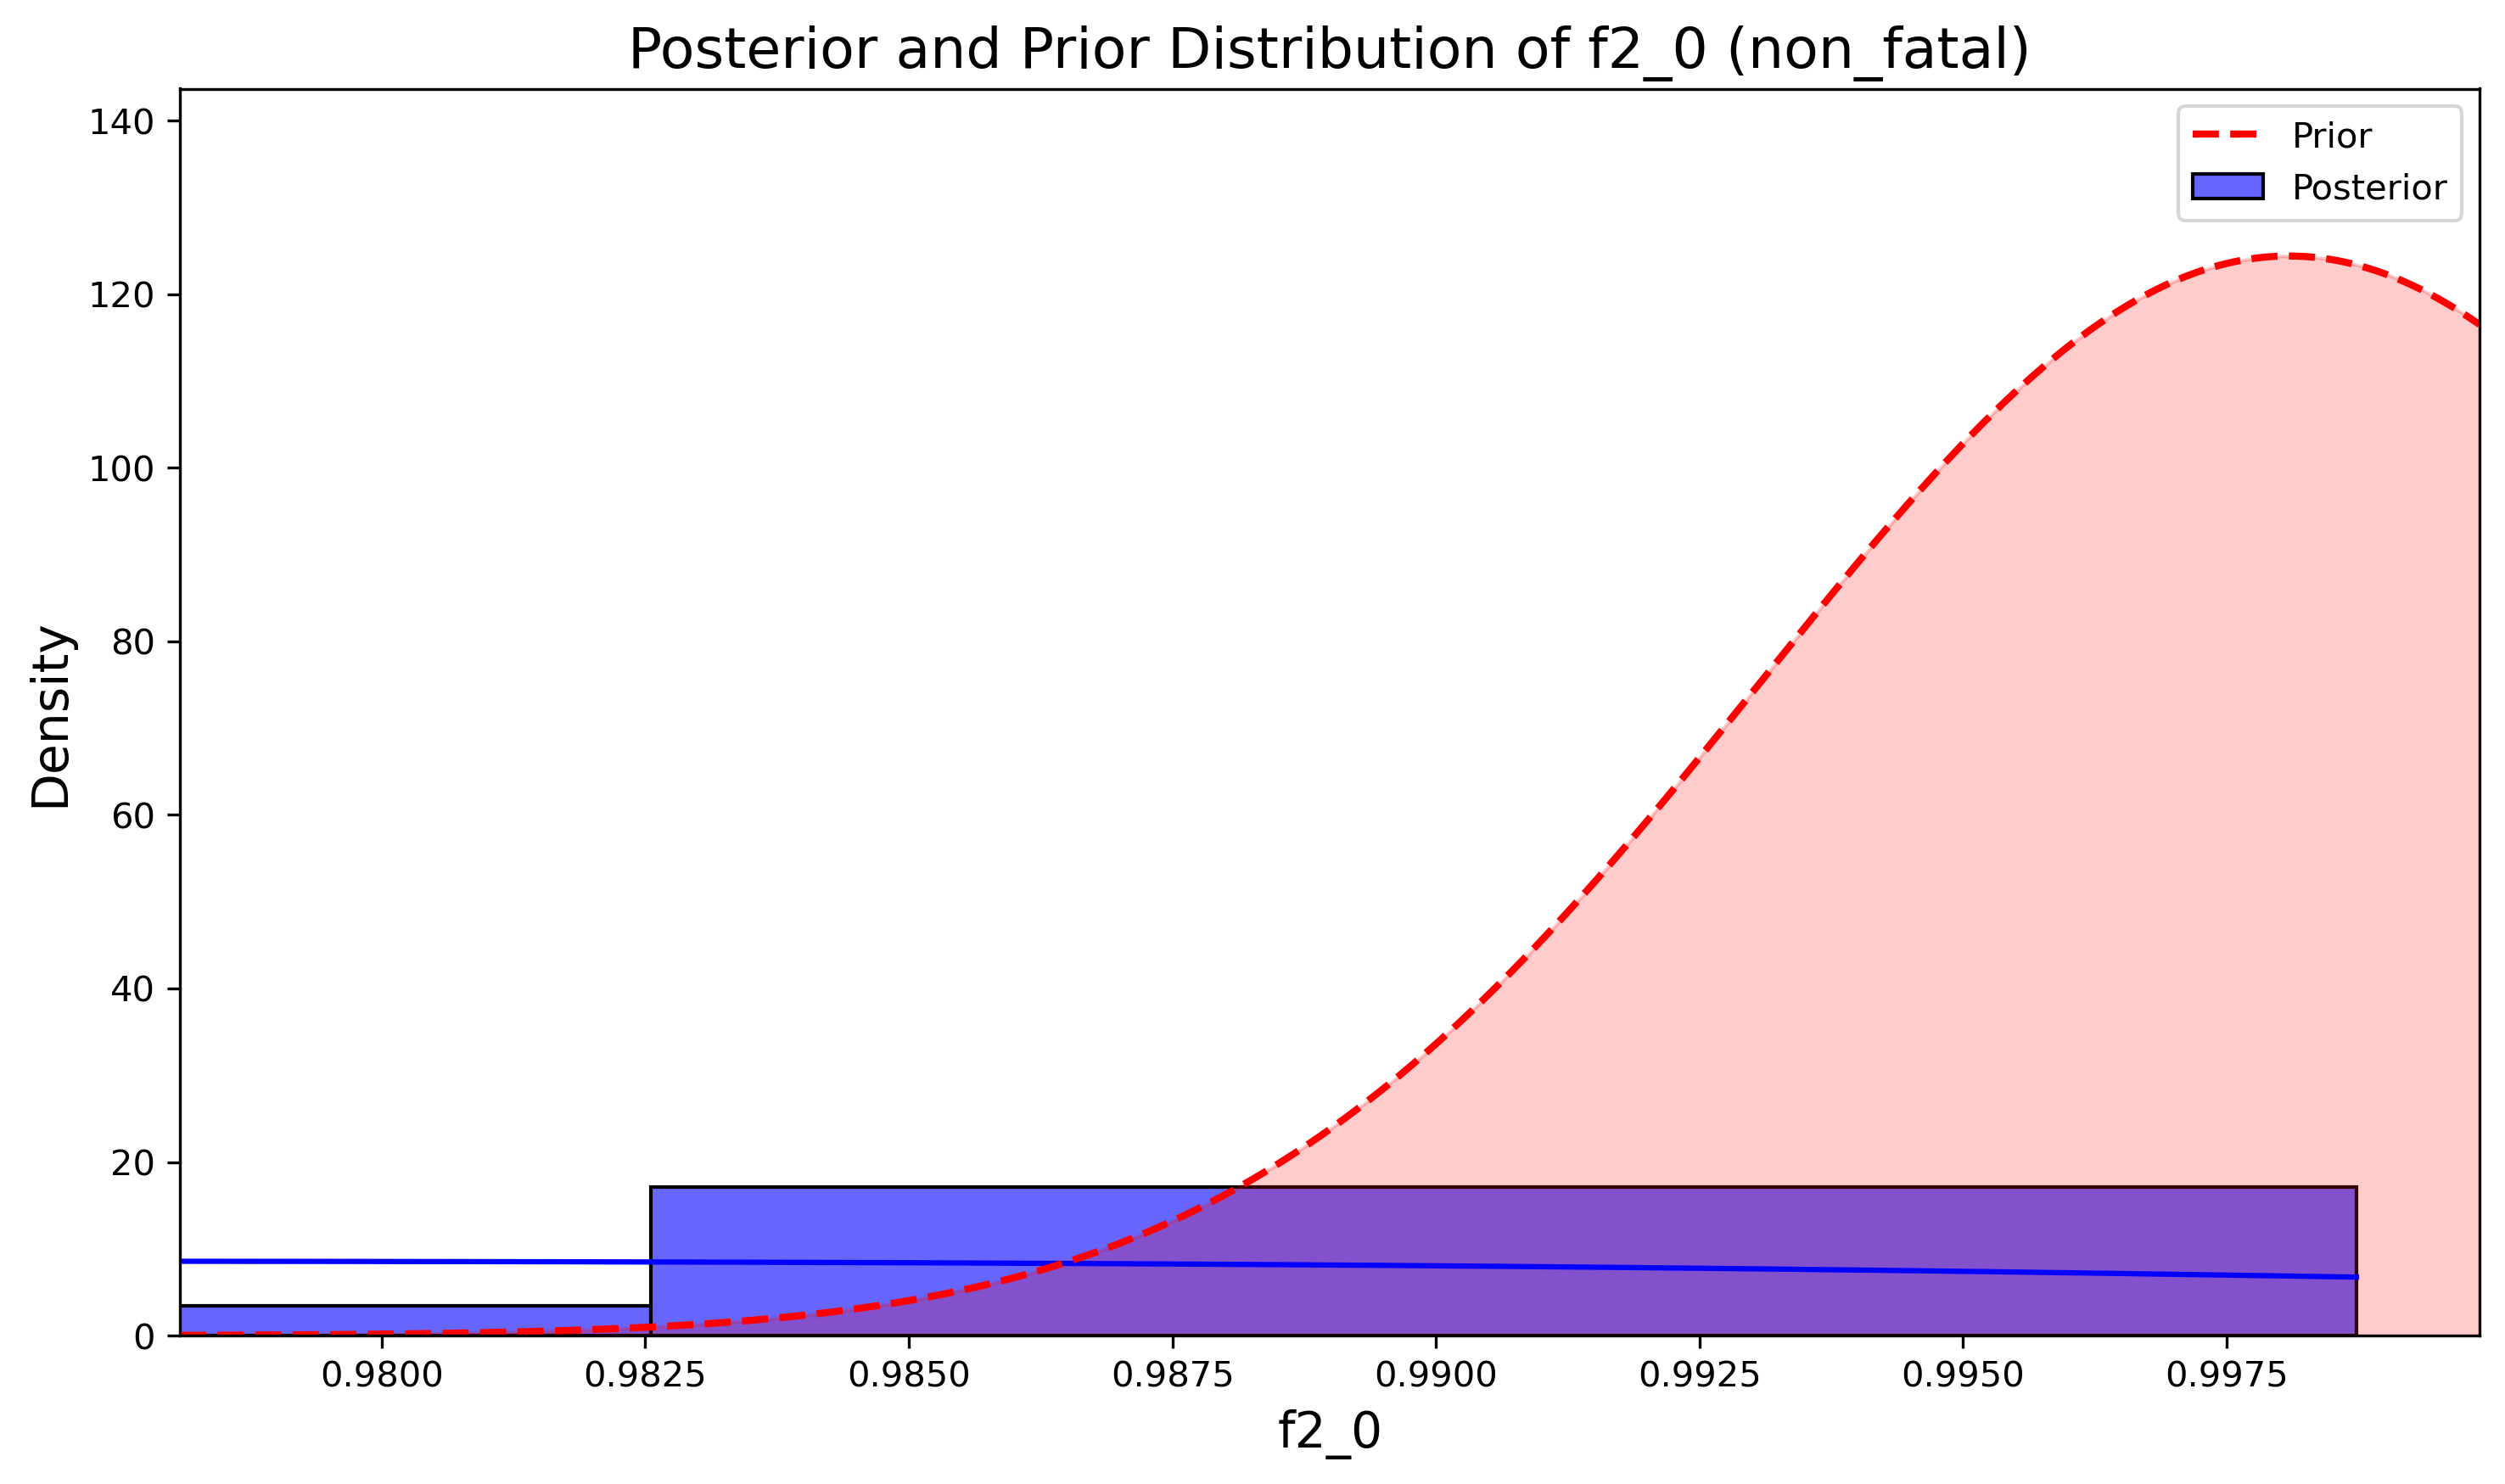 Posterior and Prior Distribution of f2_0 (non_fatal)
Prior
Posterior
Density
140
120
100
80
60
40
20
0
0.9800 0.9825 0.9850 0.9875 0.9900 0.9925 0.9950 0.9975
f2_0